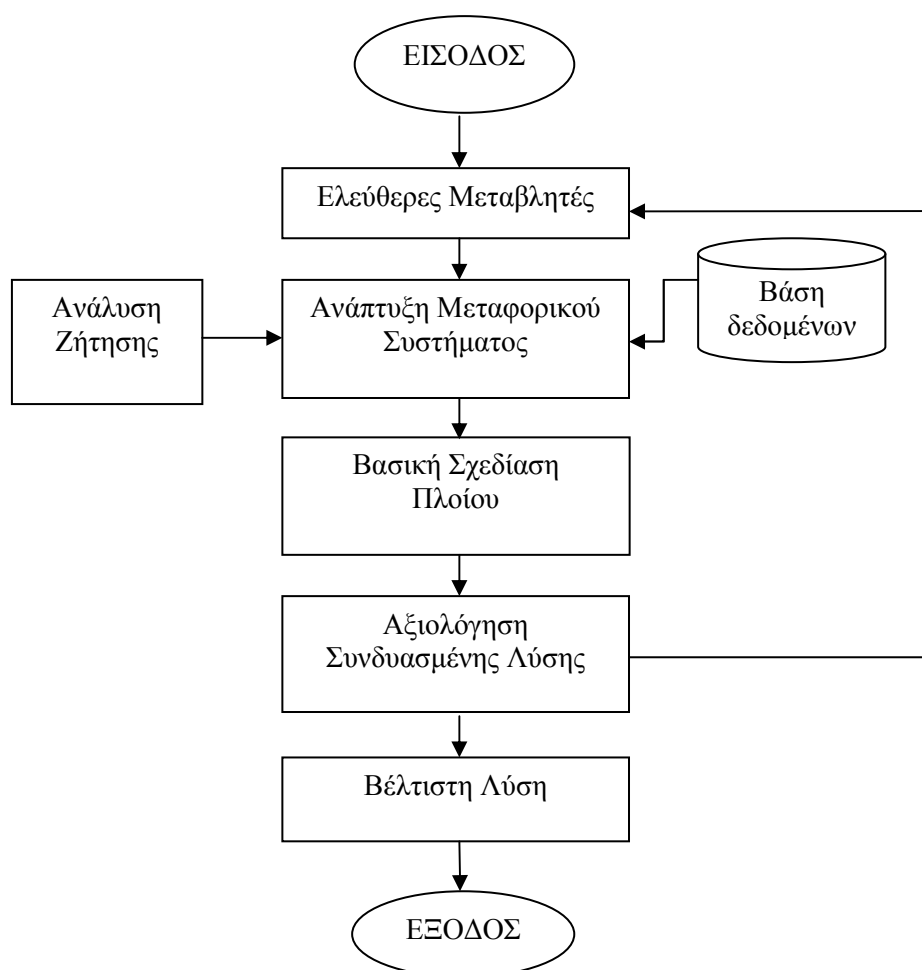 ΕΙΣΟΔΟΣ
Ελεύθερες Μεταβλητές
Ανάλυση
Ζήτησης
Ανάπτυξη Μεταφορικού
Συστήματος
Βάση
δεδομένων
Βασική Σχεδίαση
Πλοίου
Αξιολόγηση
Συνδυασμένης Λύσης
Βέλτιστη Λύση
ΕΞΟΔΟΣ